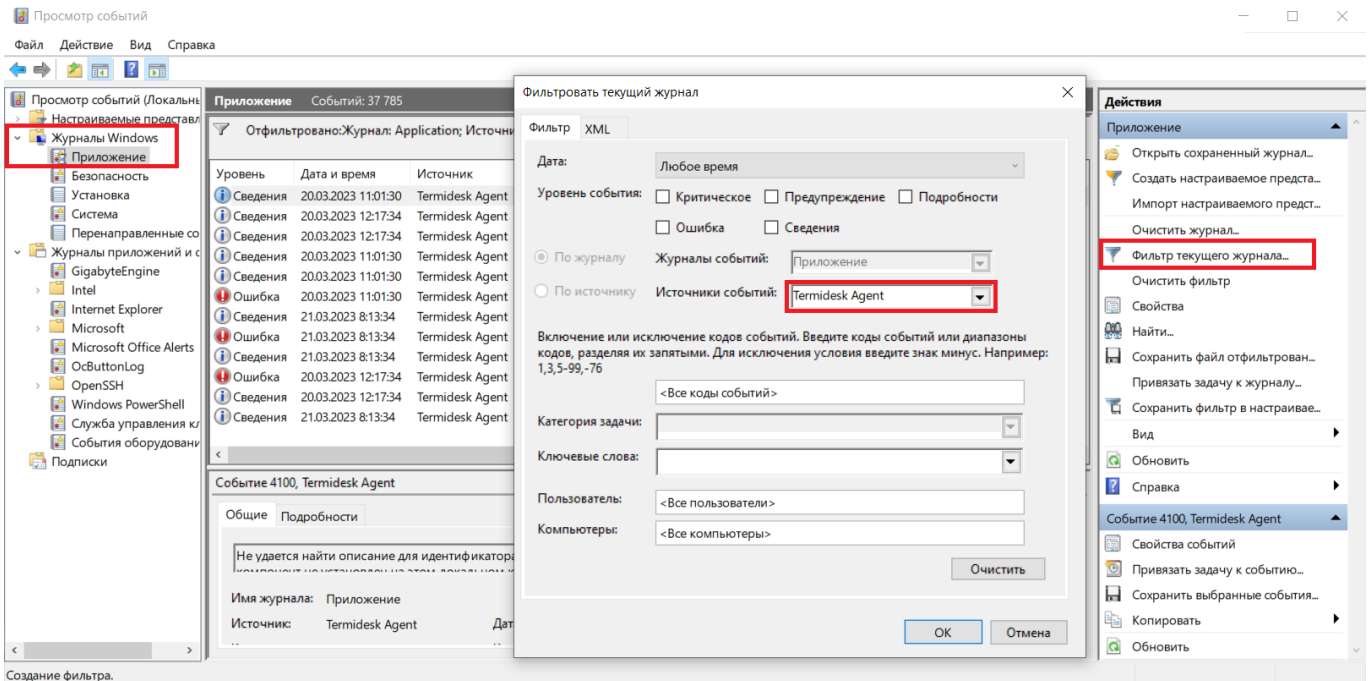 Просмотр событий
Файл Действие Вид Справка
Просмотр событий (Локальнь
Настраиваемые представл
Журналы Windows
Приложение
Безопасность
Установка
Система
Перенаправленные со
Журналы приложений и с
GigabyteEngine
Intel
Internet Explorer
Microsoft
Microsoft Office Alerts
OcButtonLog
OpenSSH
Windows PowerShell
Служба управления кл
События оборудовани
Подписки
Приложение Событий: 37 785
Отфильтровано:Журнал: Application; Источни
Уровень Дата и время Источник
Сведения 20.03.2023 11:01:30 Termidesk Agent
Сведения 20.03.2023 12:17:34 Termidesk Agent
Сведения 20.03.2023 12:17:34 Termidesk Agent
Сведения 20.03.2023 11:01:30 Termidesk Agent
Сведения 20.03.2023 11:01:30 Termidesk Agent
Ошибка 20.03.2023 11:01:30 Termidesk Agent
Сведения 21.03.2023 8:13:34 Termidesk Agent
Ошибка 21.03.2023 8:13:34 Termidesk Agent
Сведения 21.03.2023 8:13:34 Termidesk Agent
Ошибка 20.03.2023 12:17:34 Termidesk Agent
Сведения 20.03.2023 12:17:34 Termidesk Agent
Сведения 21.03.2023 8:13:34 Termidesk Agent
Событие 4100, Termidesk Agent
Общие Подробности
Не удается найти описание для идентификатора
компонент не установлен на этом локальном к
Имя журнала: Приложение
Источник: Termidesk Agent Дат
Фильтровать текущий журнал
Фильтр XML
Дата: Любое время
Уровень события: Критическое Предупреждение Подробности
Ошибка Сведения
По журналу Журналы событий: Приложение
По источнику Источники событий: Termidesk Agent
Включение или исключение кодов событий. Введите коды событий или диапазоны
кодов, разделяя их запятыми. Для исключения условия введите знак минус. Например:
1,3,5-99,-76
<Все коды событий>
Категория задачи:
Ключевые слова:
Пользователь: <Все пользователи>
Компьютеры: <Все компьютеры>
Очистить
ОК Отмена
Действия
Приложение
Открыть сохраненный журнал...
Создать настраиваемое предста...
Импорт настраиваемого предст...
Очистить журнал...
Фильтр текущего журнала...
Очистить фильтр
Свойства
Найти...
Сохранить файл отфильтрован...
Привязать задачу к журналу...
Сохранить фильтр в настраивае...
Вид
Обновить
Справка
Событие 4100, Termidesk Agent
Свойства событий
Привязать задачу к событию...
Сохранить выбранные события...
Копировать
Обновить
Создание фильтра.